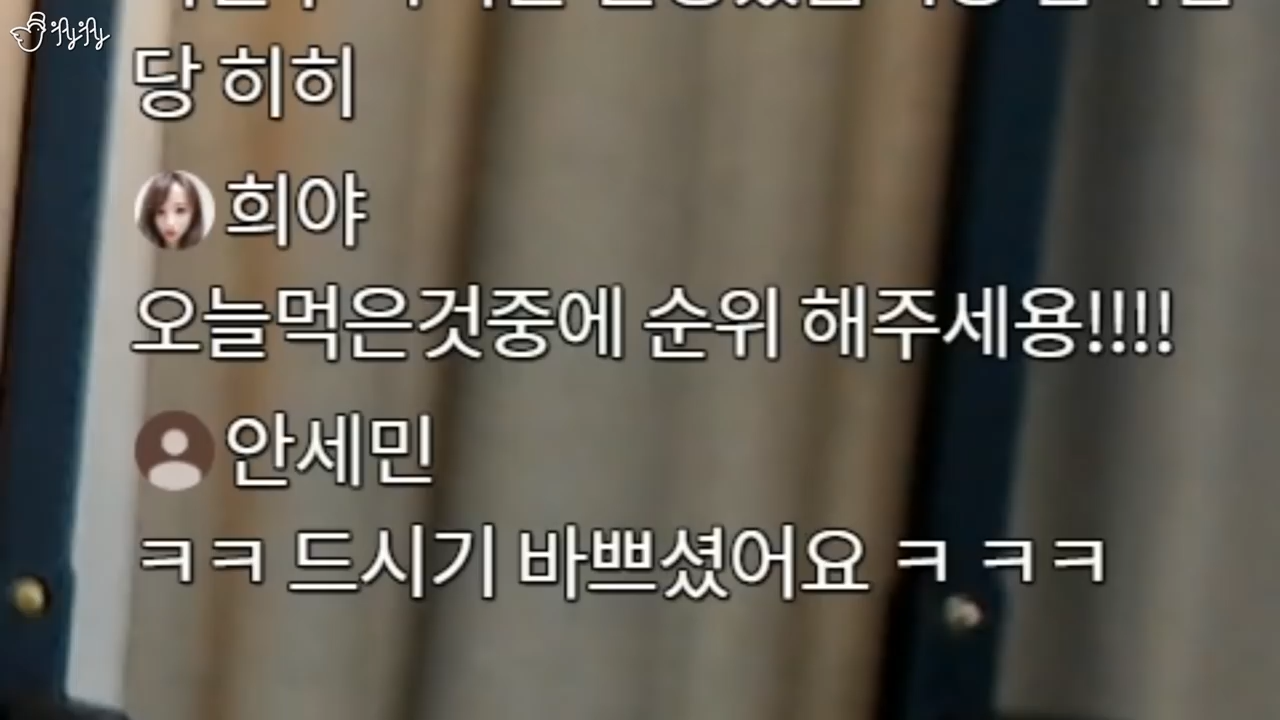 당 히히
희야
오늘먹은것중에 순위 해주세용!!!!
안세민
ㅋㅋ 드시기 바쁘셨어요 ㅋ ㅋㅋ